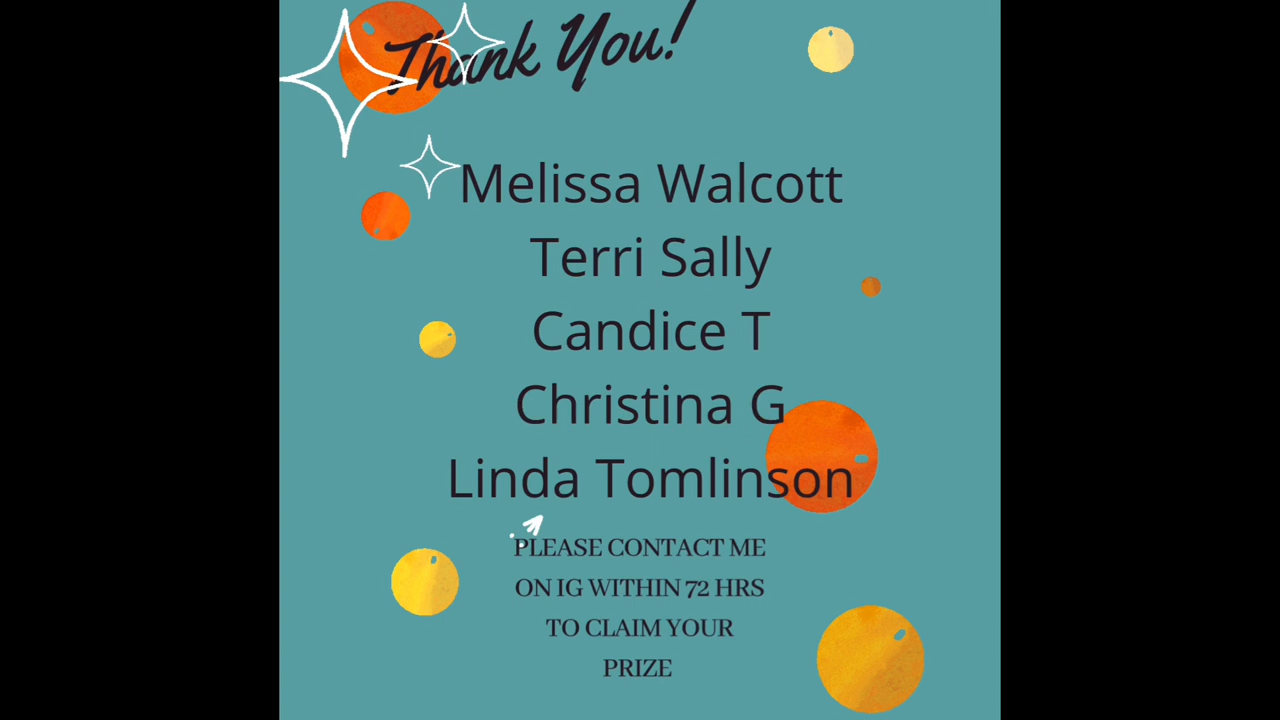 Thank You!
Melissa Walcott
Terri Sally
Candice T
Christina G
Linda Tomlinson
PLEASE CONTACT ME
ON IG WITHIN 72 HRS
TO CLAIM YOUR
PRIZE